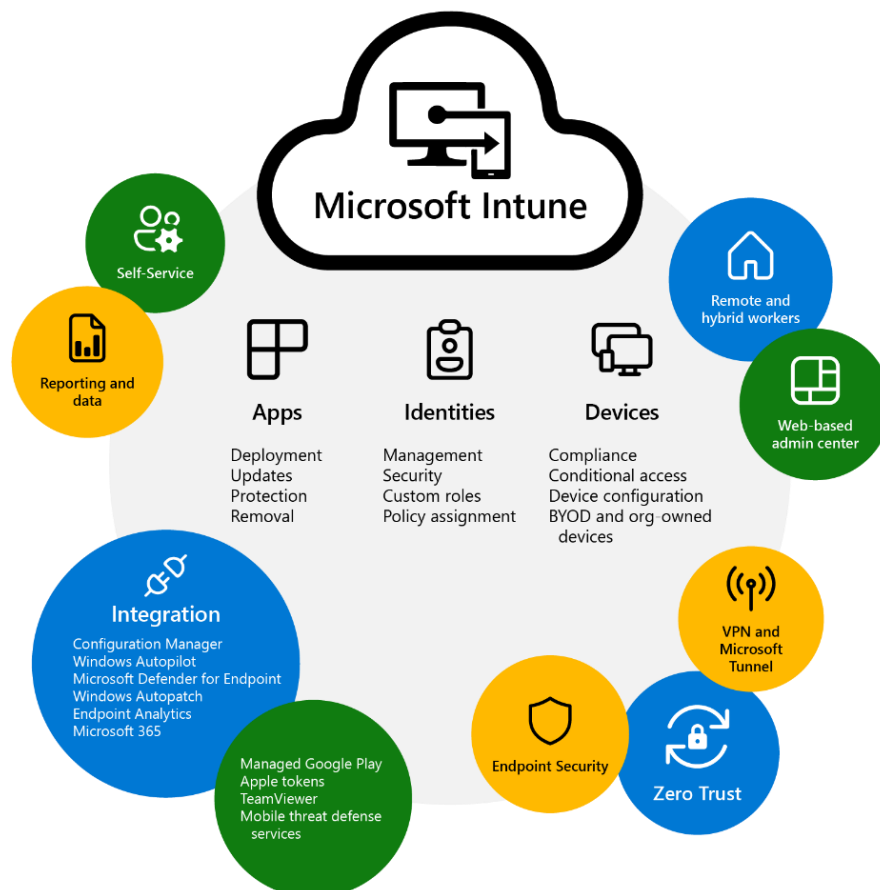 Microsoft Intune
Self-Service
Reporting and
data
Remote and
hybrid workers
Web-based
admin center
Apps
Deployment
Updates
Protection
Removal
Identities
Management
Security
Custom roles
Policy assignment
Devices
Compliance
Conditional access
Device configuration
BYOD and org-owned
devices
Integration
Configuration Manager
Windows Autopilot
Microsoft Defender for Endpoint
Windows Autopatch
Endpoint Analytics
Microsoft 365
Managed Google Play
Apple tokens
TeamViewer
Mobile threat defense
services
VPN and
Microsoft
Tunnel
Endpoint Security
Zero Trust